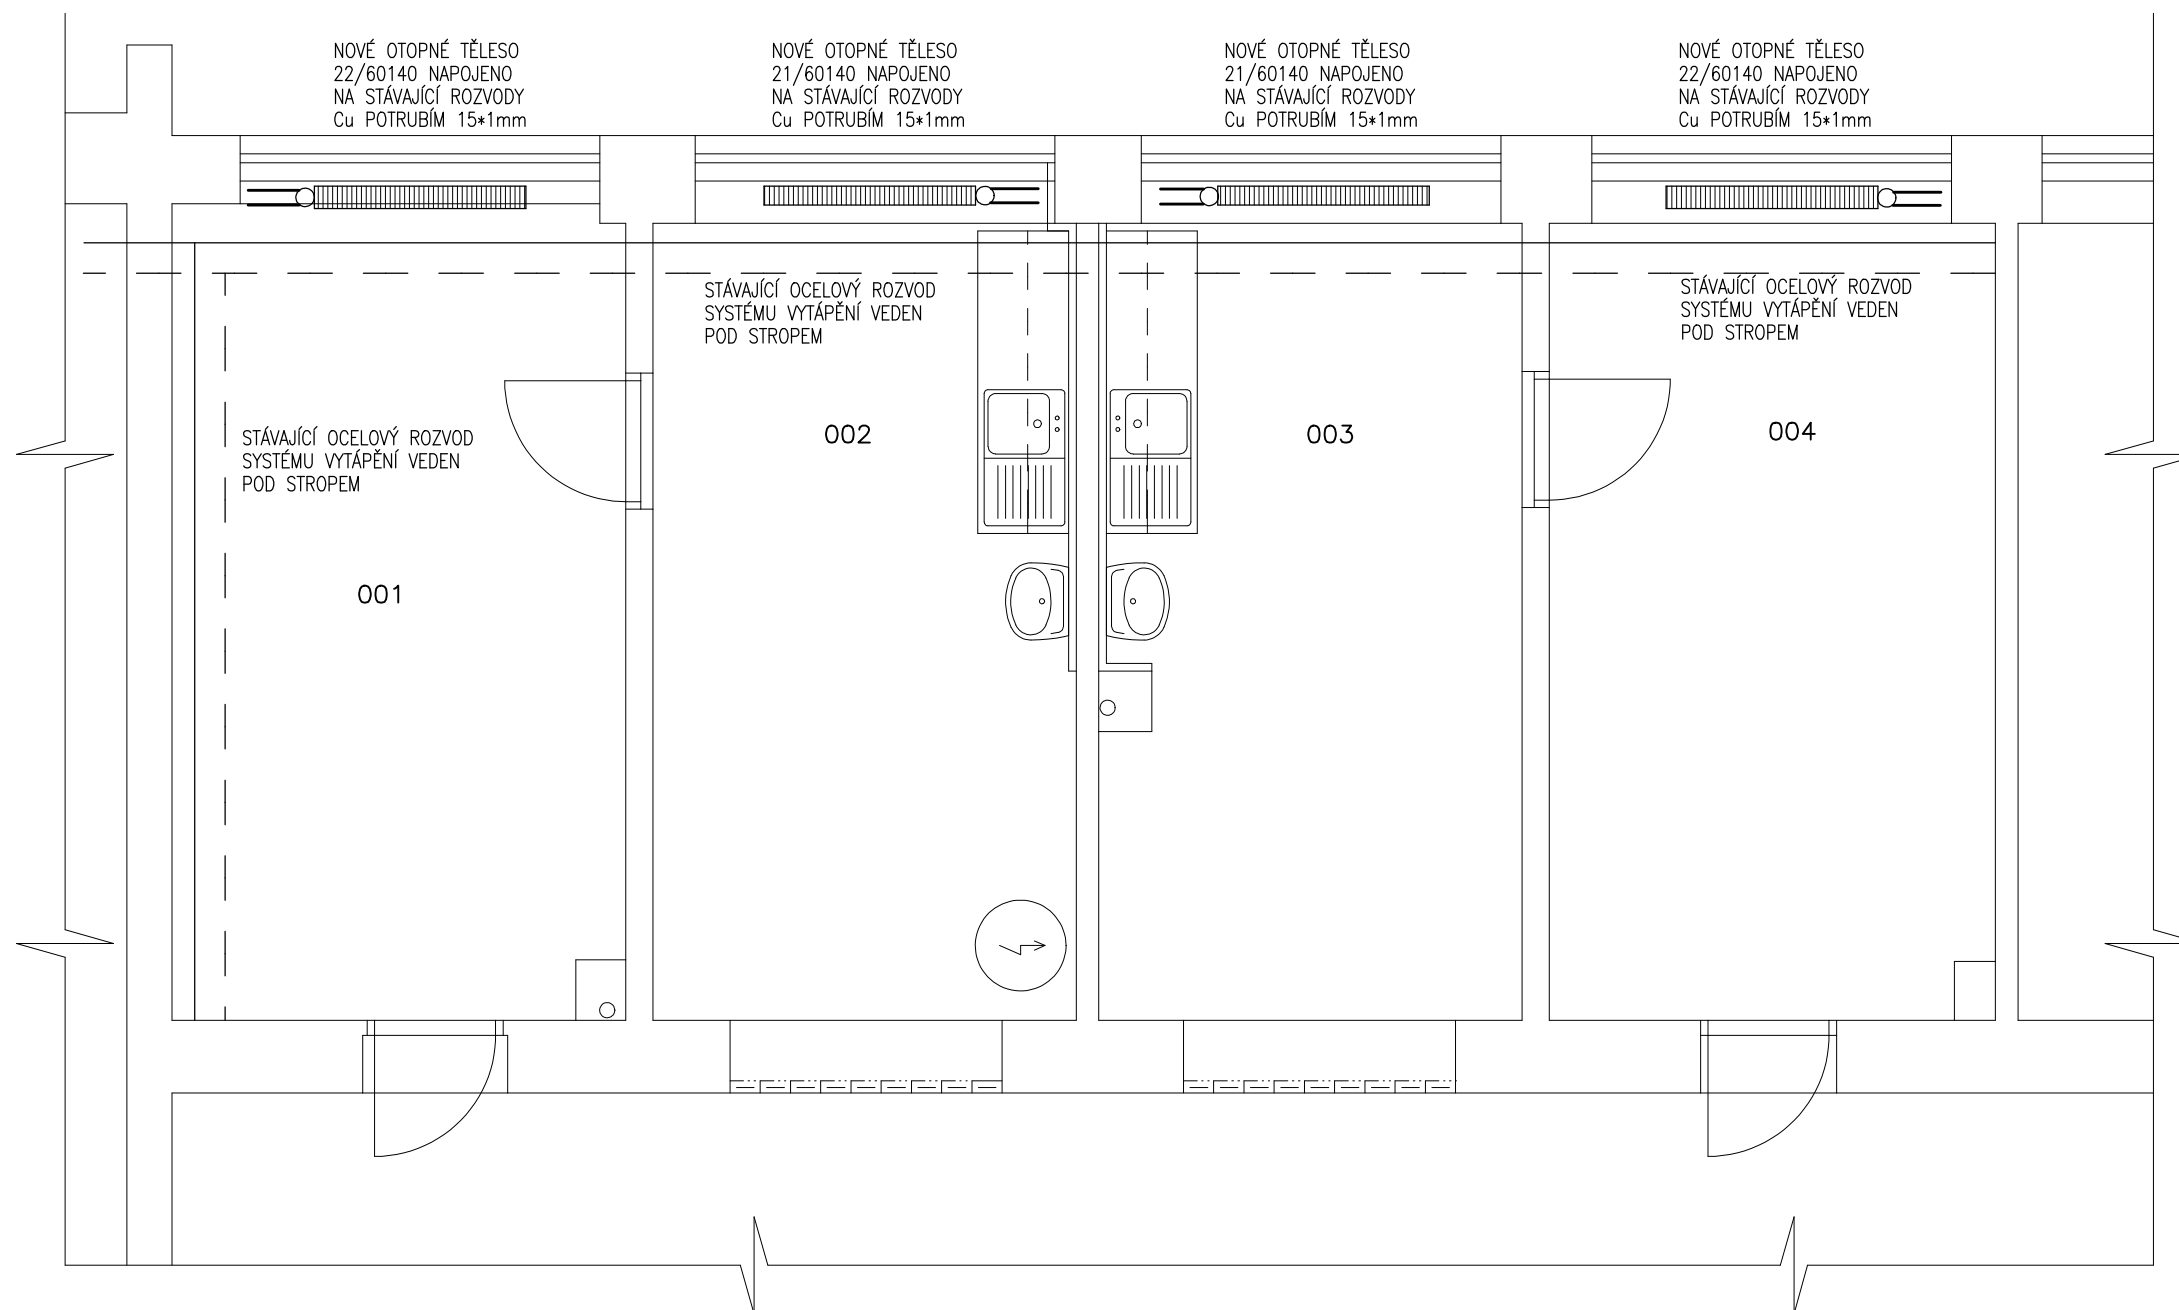 NOVÉ OTOPNÉ TĚLESO
22/60140 NAPOJENO
NA STÁVAJÍCÍ ROZVODY
Cu POTRUBÍM 15*1mm
NOVÉ OTOPNÉ TĚLESO
21/60140 NAPOJENO
NA STÁVAJÍCÍ ROZVODY
Cu POTRUBÍM 15*1mm
NOVÉ OTOPNÉ TĚLESO
21/60140 NAPOJENO
NA STÁVAJÍCÍ ROZVODY
Cu POTRUBÍM 15*1mm
NOVÉ OTOPNÉ TĚLESO
22/60140 NAPOJENO
NA STÁVAJÍCÍ ROZVODY
Cu POTRUBÍM 15*1mm
STÁVAJÍCÍ OCELOVÝ ROZVOD
SYSTÉMU VYTÁPĚNÍ VEDEN
POD STROPEM
STÁVAJÍCÍ OCELOVÝ ROZVOD
SYSTÉMU VYTÁPĚNÍ VEDEN
POD STROPEM
STÁVAJÍCÍ OCELOVÝ ROZVOD
SYSTÉMU VYTÁPĚNÍ VEDEN
POD STROPEM
002
003
004
001